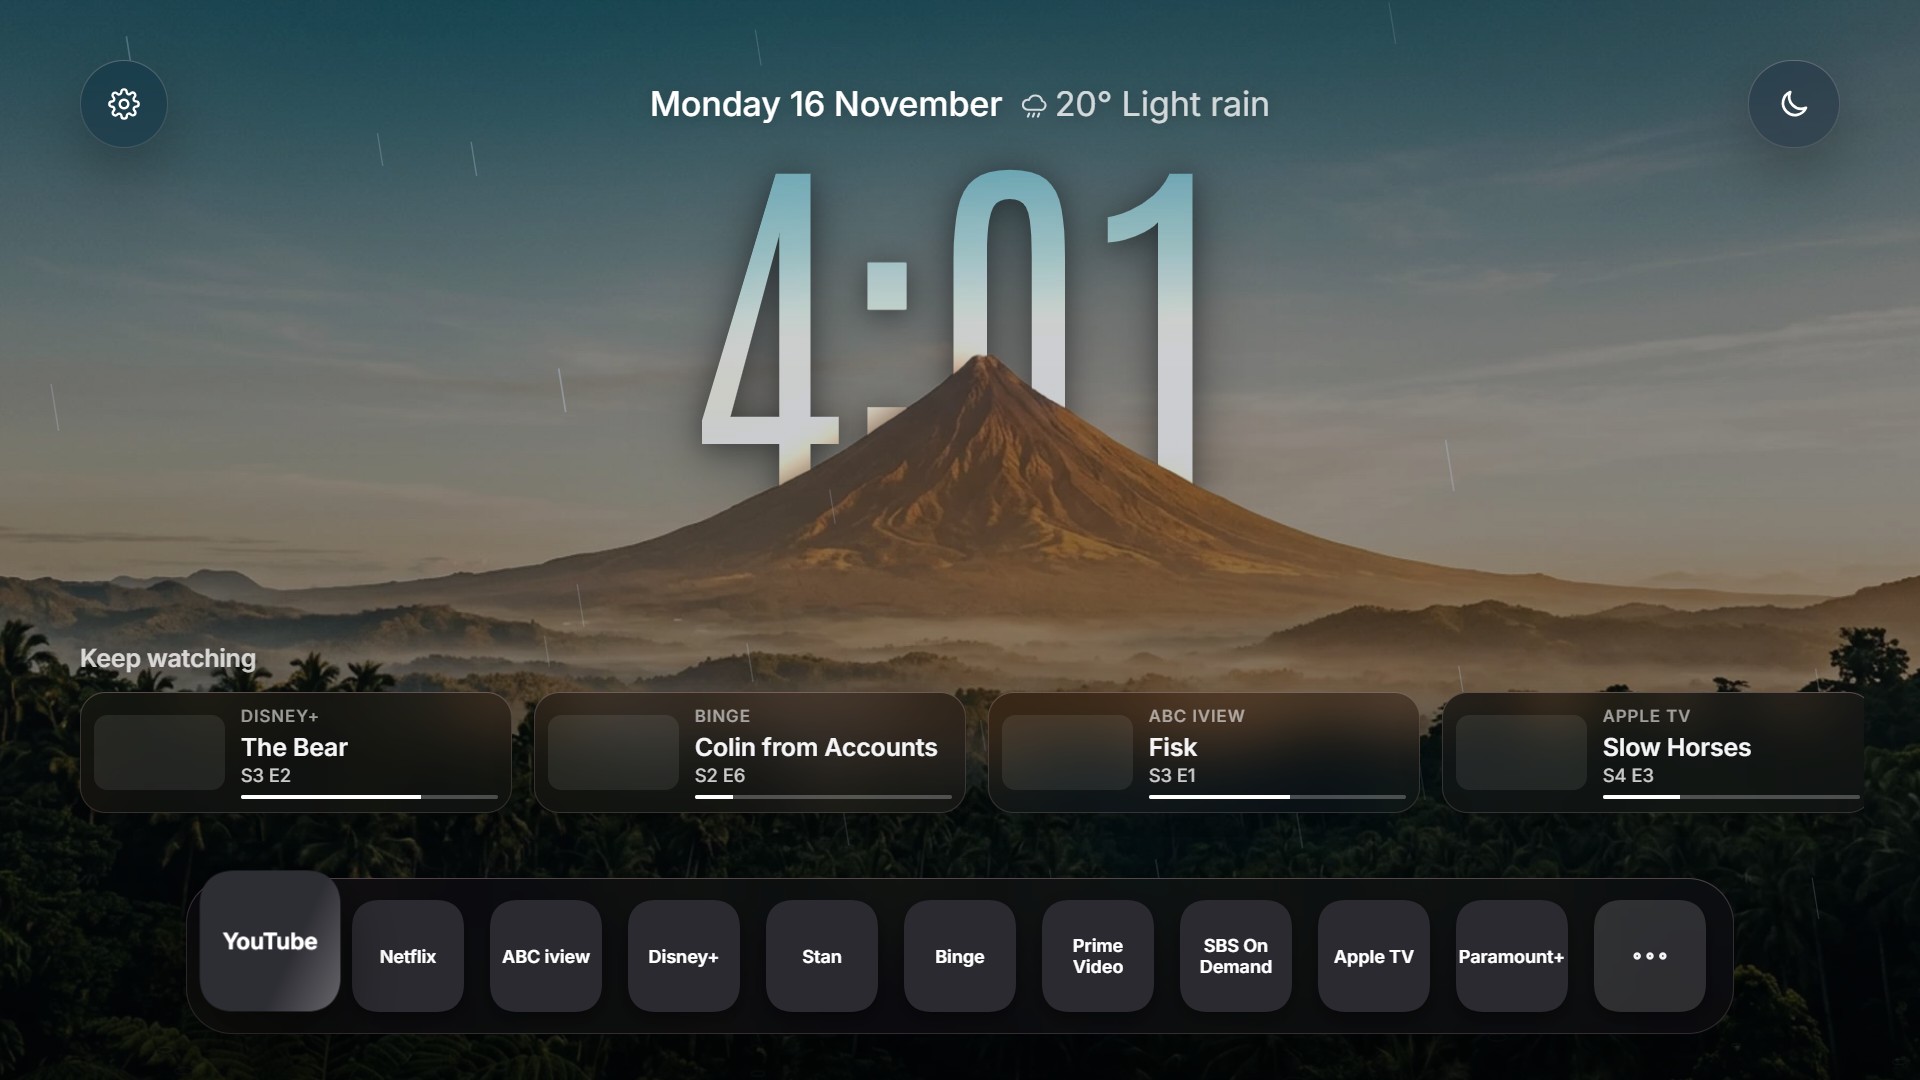 Monday 16 November 20° Light rain
4:01
Keep watching
DISNEY+
The Bear
S3 E2
BINGE
Colin from Accounts
S2 E6
ABC IVIEW
Fisk
S3 E1
APPLE TV
Slow Horses
S4 E3
YouTube
Netflix
ABC iview
Disney+
Stan
Binge
Prime
Video
SBS On
Demand
Apple TV
Paramount+